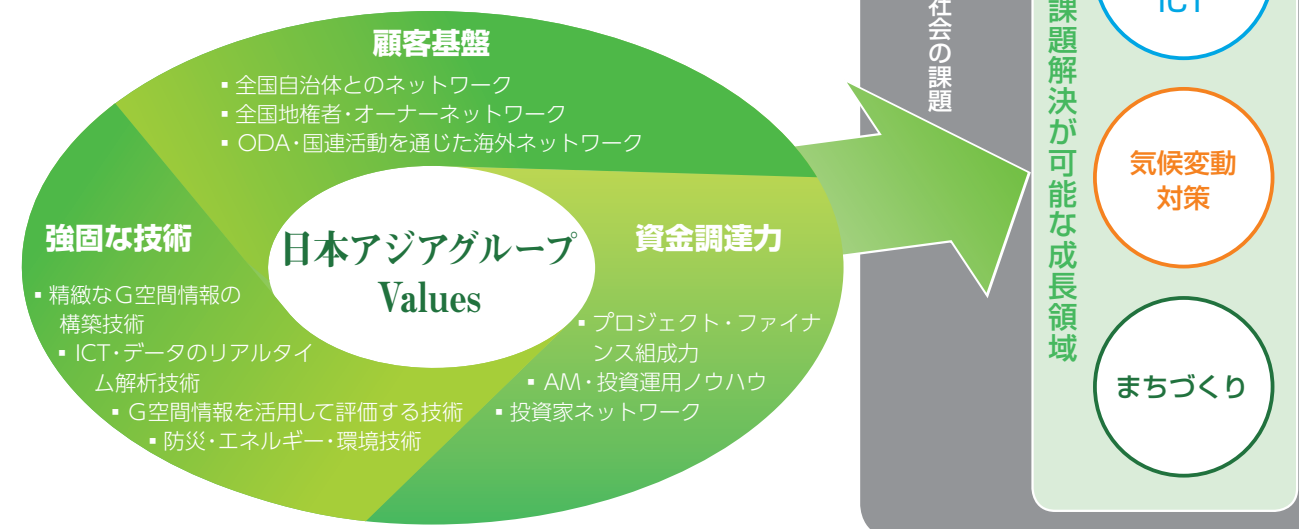 顧客基盤
▪ 全国自治体とのネットワーク
▪ 全国地権者・オーナーネットワーク
▪ ODA・国連活動を通じた海外ネットワーク
強固な技術
▪ 精緻なG空間情報の
構築技術
▪ ICT・データのリアルタイ
ム解析技術
▪ G空間情報を活用して評価する技術
▪ 防災・エネルギー・環境技術
日本アジアグループ
Values
資金調達力
▪ プロジェクト・ファイナ
ンス組成力
▪ AM・投資運用ノウハウ
▪ 投資家ネットワーク
社会の課題
課題解決が可能な成長領域
ICT
気候変動
対策
まちづくり